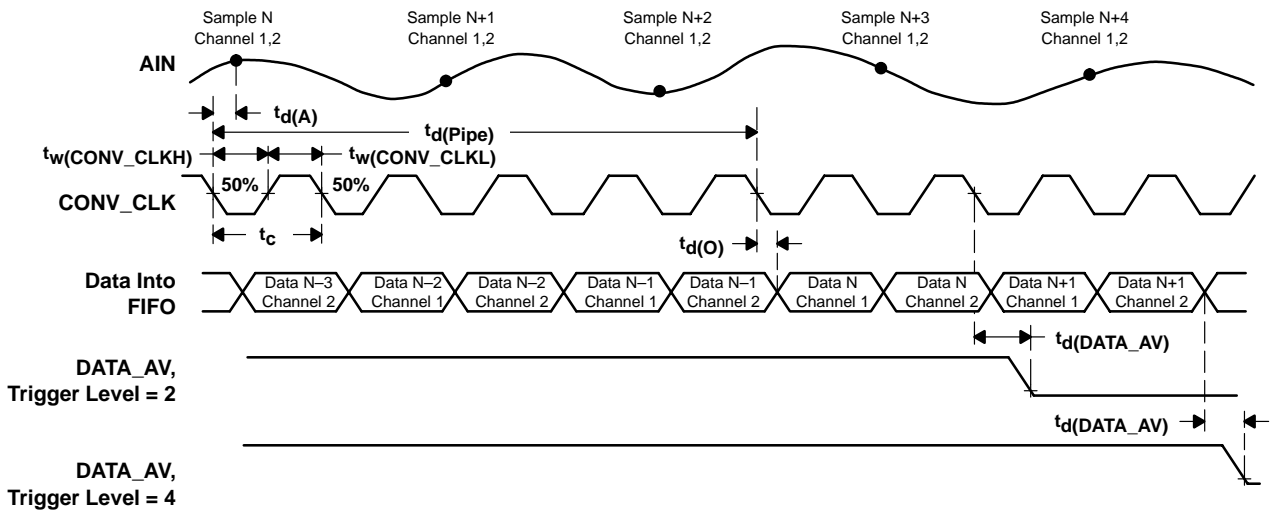 Sample N
Channel 1,2
Sample N+1
Channel 1,2
Sample N+2
Channel 1,2
Sample N+3
Channel 1,2
Sample N+4
Channel 1,2
AIN
td(A)
td(Pipe)
tw(CONV_CLKH)
tw(CONV_CLKL)
50%
50%
CONV_CLK
tc
td(O)
Data Into
FIFO
Data N–3
Channel 2
Data N–2
Channel 1
Data N–2
Channel 2
Data N–1
Channel 1
Data N–1
Channel 2
Data N
Channel 1
Data N
Channel 2
Data N+1
Channel 1
Data N+1
Channel 2
td(DATA_AV)
DATA_AV,
Trigger Level = 2
td(DATA_AV)
DATA_AV,
Trigger Level = 4